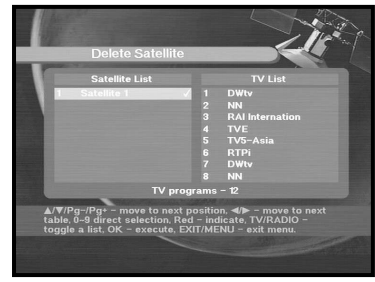 Delete Satellite
Satellite List
TV List
1 Satellite 1 ✓
1 DWtv
2 NN
3 RAI Internation
4 TVE
5 TV5-Asia
6 RTPi
7 DWtv
8 NN
TV programs - 12
▲/▼/Pg-/Pg+ - move to next position, ◀/▶ - move to next
table, 0-9 direct selection, Red - indicate, TV/RADIO -
toggle a list, OK - execute, EXIT/MENU - exit menu.